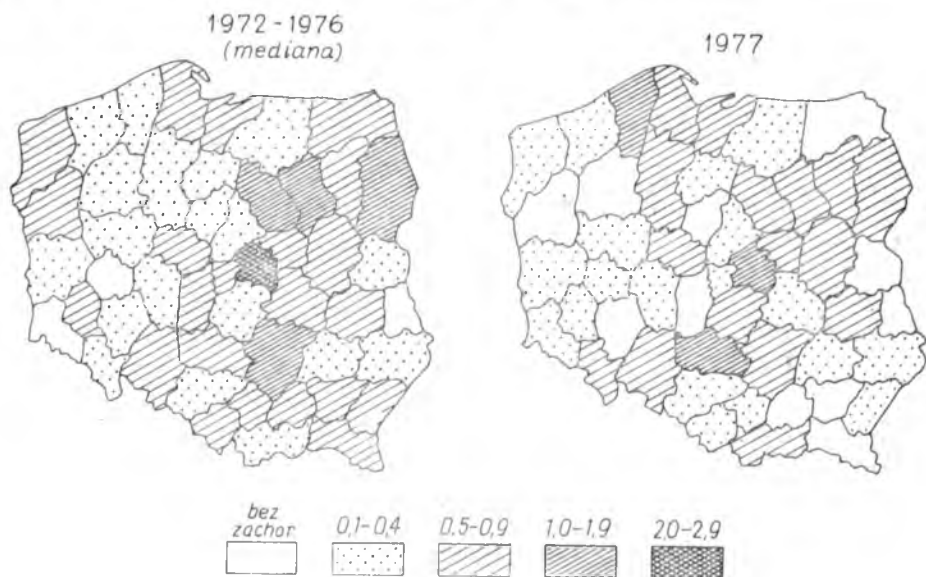 1972-1976
(mediana)
1977
bez
zachor.
0,1-0,4
0,5-0,9
1,0-1,9
2,0-2,9